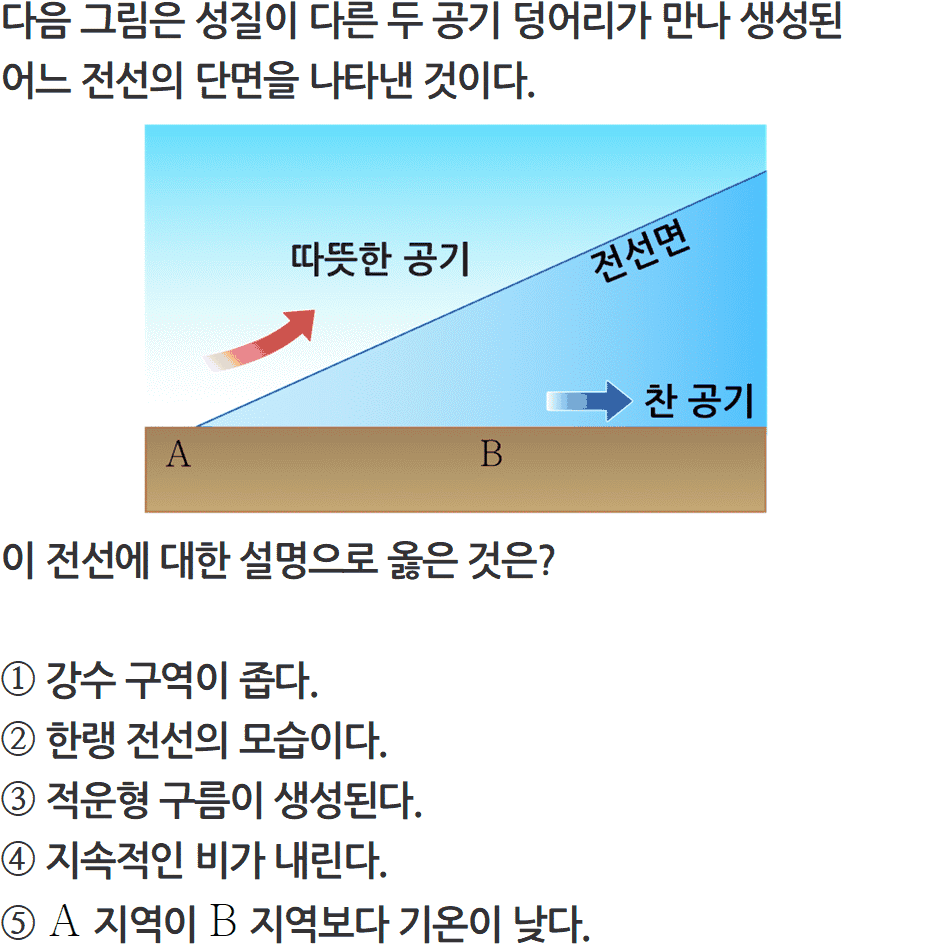 다음 그림은 성질이 다른 두 공기 덩어리가 만나 생성된
어느 전선의 단면을 나타낸 것이다.
따뜻한 공기
전선면
찬 공기
A
B
이 전선에 대한 설명으로 옳은 것은?
① 강수 구역이 좁다.
② 한랭 전선의 모습이다.
③ 적운형 구름이 생성된다.
④ 지속적인 비가 내린다.
⑤ A 지역이 B 지역보다 기온이 낮다.